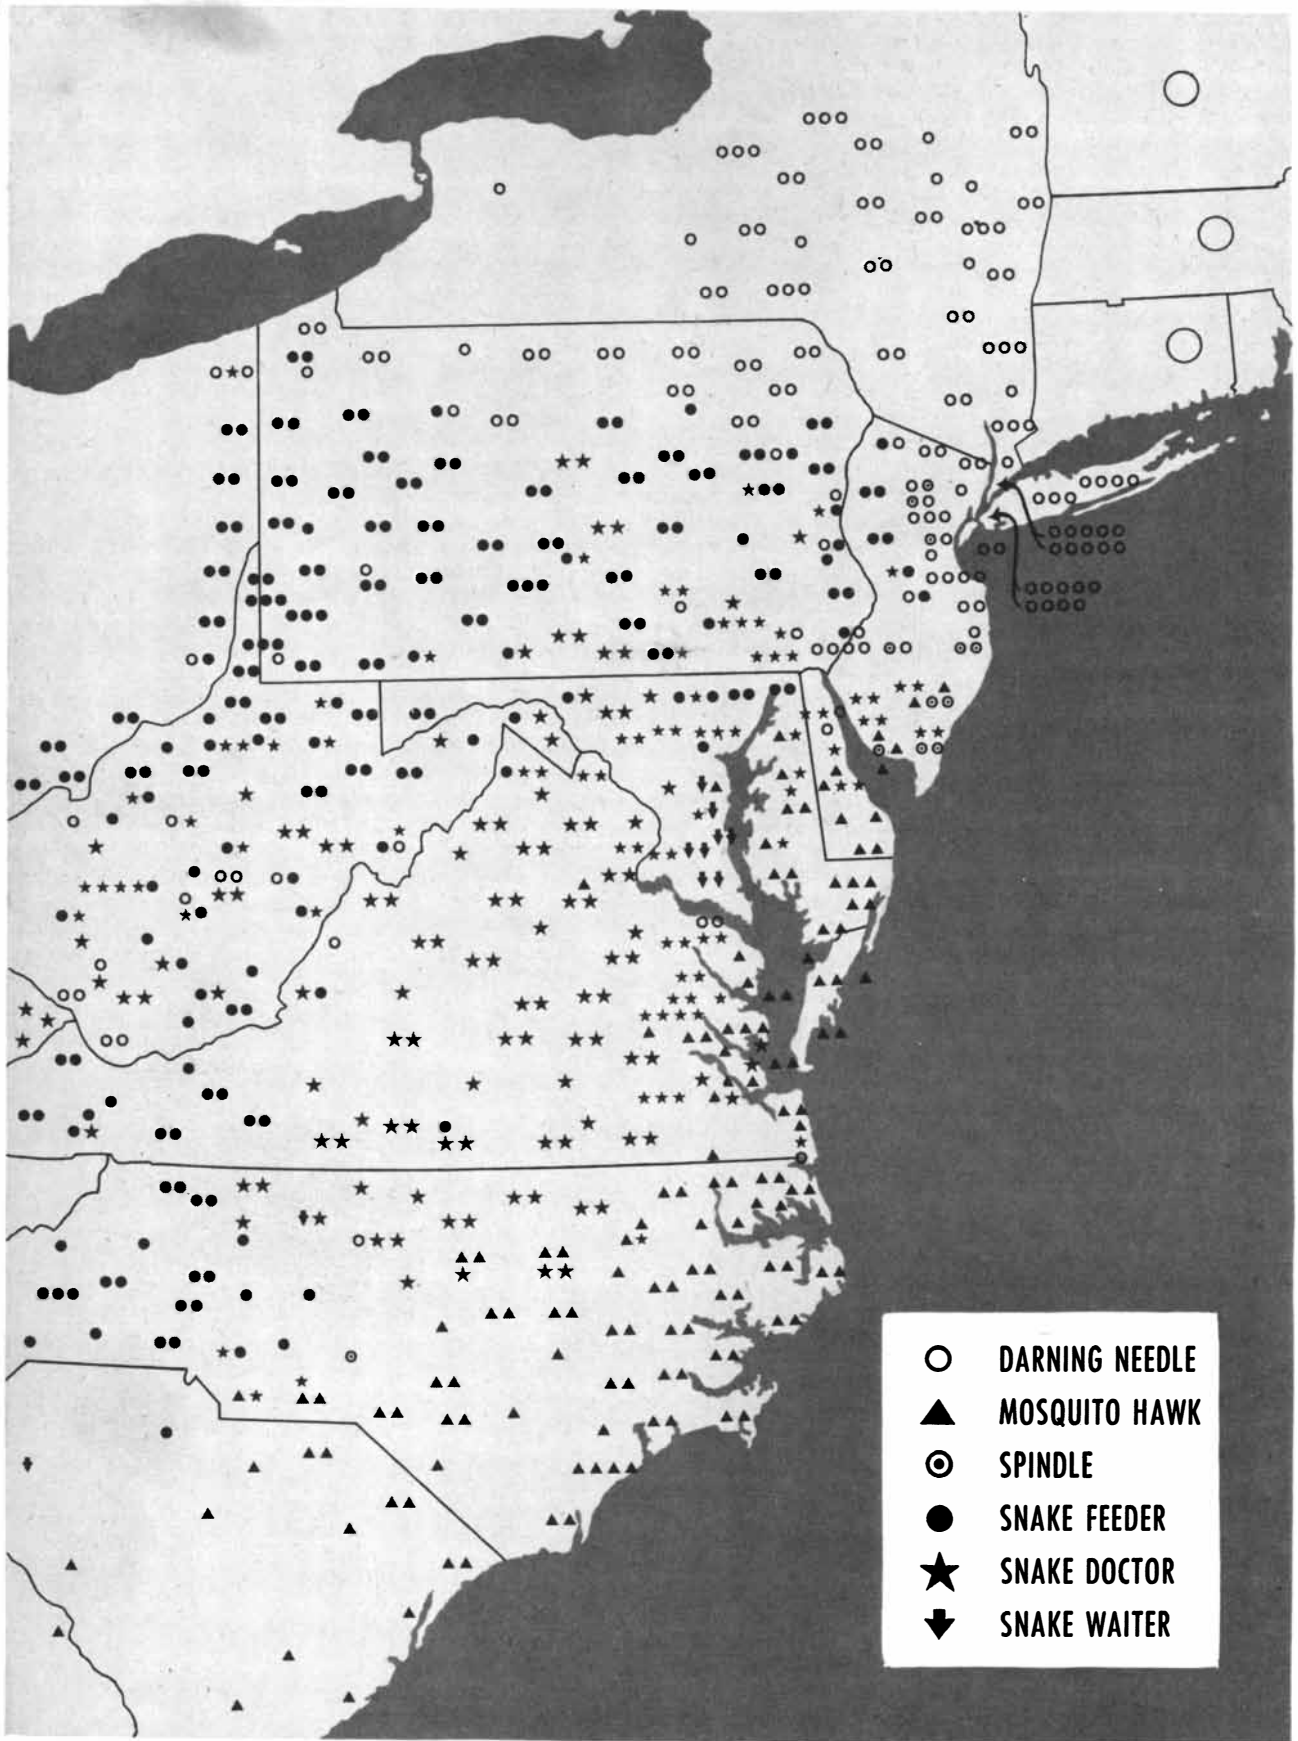 DARNING NEEDLE
MOSQUITO HAWK
SPINDLE
SNAKE FEEDER
SNAKE DOCTOR
SNAKE WAITER